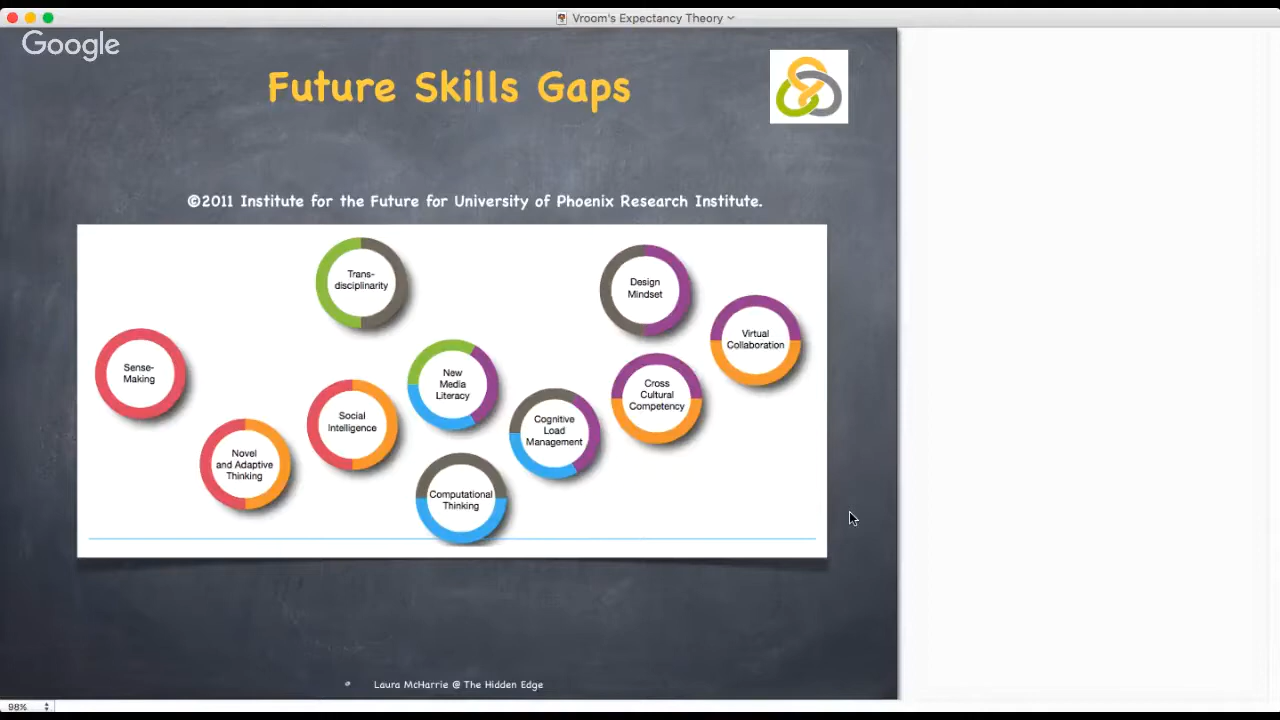 Vroom's Expectancy Theory
Google
Future Skills Gaps
©2011 Institute for the Future for University of Phoenix Research Institute.
Trans-
disciplinarity
Design
Mindset
Virtual
Collaboration
Sense-
Making
New
Media
Literacy
Cross
Cultural
Competency
Social
Intelligence
Cognitive
Load
Management
Novel
and Adaptive
Thinking
Computational
Thinking
Laura McHarrie @ The Hidden Edge
98%